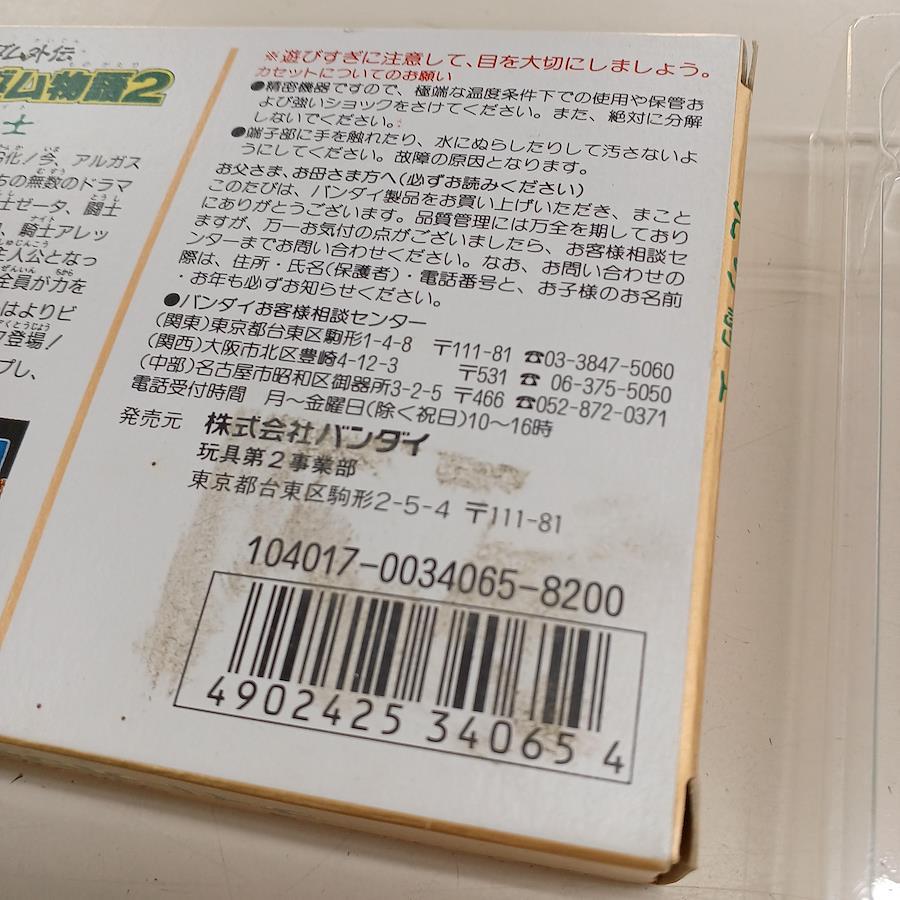 ダム外伝
ダム物語2
士
化!今、アルガス
ちの無数のドラマ
士ゼータ、闘士
、騎士アレッ
主人公となっ
全員が力を
はよりビ
登場!
プレ、
※遊びすぎに注意して、目を大切にしましょう。
カセットについてのお願い
●精密機器ですので、極端な温度条件下での使用や保管お
よび強いショックをさけてください。また、絶対に分解
しないでください。
●端子部に手を触れたり、水にぬらしたりして汚さないよ
うにしてください。故障の原因となります。
お父さま、お母さま方へ(必ずお読みください)
このたびは、バンダイ製品をお買い上げいただき、まこと
にありがとうございます。品質管理には万全を期しており
ますが、万一お気付の点がございましたら、お客様相談セ
ンターまでお問い合わせください。なお、お問い合わせの
際は、住所・氏名(保護者)・電話番号と、お子様のお名前
・お年も必ずお知らせください。
●バンダイお客様相談センター
(関東)東京都台東区駒形1-4-8 〒111-81 ☎03-3847-5060
(関西)大阪市北区豊崎4-12-3 〒531 ☎06-375-5050
(中部)名古屋市昭和区御器所3-2-5 〒466 ☎052-872-0371
電話受付時間 月～金曜日(除く祝日)10～16時
発売元 株式会社バンダイ
玩具第2事業部
東京都台東区駒形2-5-4 〒111-81
104017-0034065-8200
4902425 34065 4